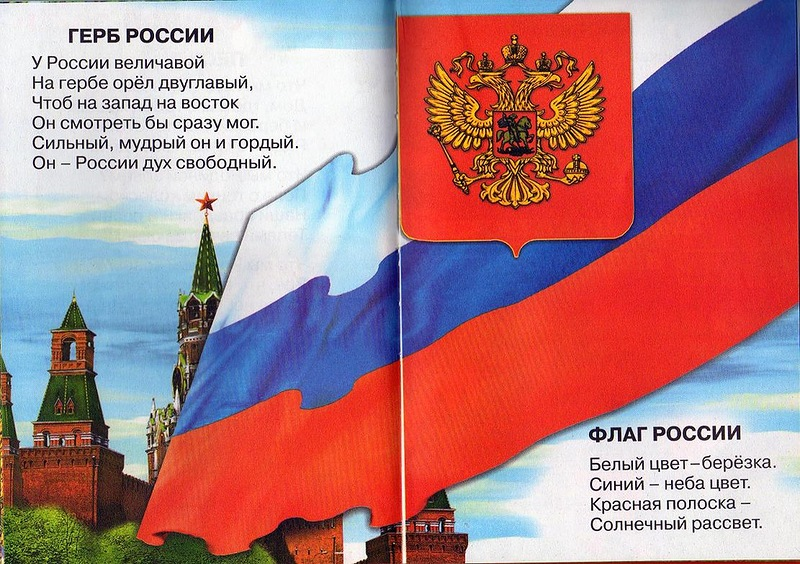 ГЕРБ РОССИИ
У России величавой
На гербе орёл двуглавый,
Чтоб на запад на восток
Он смотреть бы сразу мог.
Сильный, мудрый он и гордый.
Он – России дух свободный.
ФЛАГ РОССИИ
Белый цвет–берёзка.
Синий – неба цвет.
Красная полоска –
Солнечный рассвет.